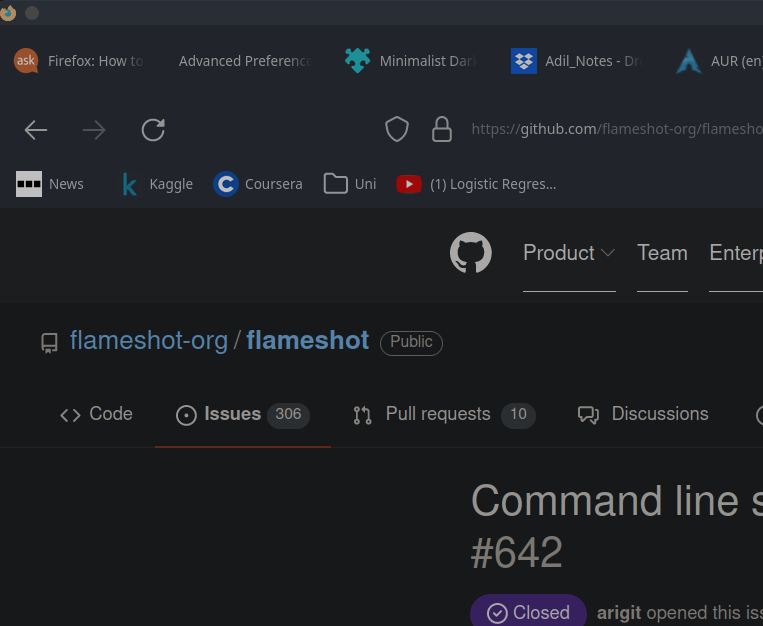 ask Firefox: How to Advanced Preference Minimalist Dar Adil_Notes - Dr AUR (en
https://github.com/flameshot-org/flamesho
News Kaggle Coursera Uni (1) Logistic Regres...
Product Team Enterp
flameshot-org / flameshot Public
Code Issues 306 Pull requests 10 Discussions
Command line s
#642
Closed arigit opened this iss